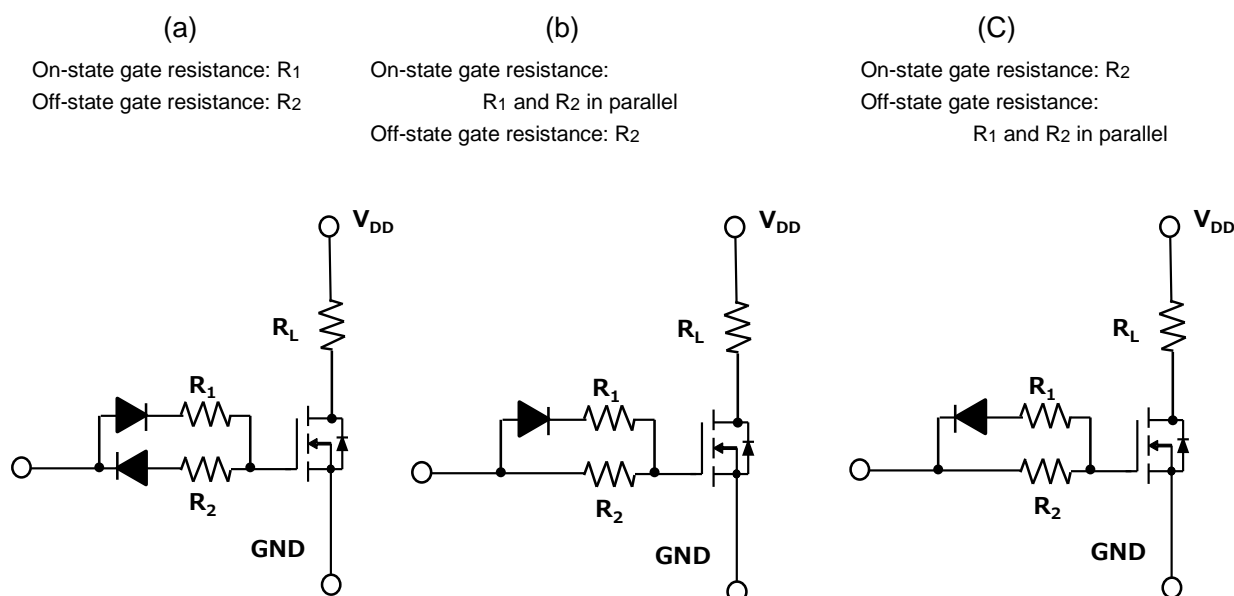 (a)
On-state gate resistance: R1
Off-state gate resistance: R2
(b)
On-state gate resistance:
R1 and R2 in parallel
Off-state gate resistance: R2
(C)
On-state gate resistance: R2
Off-state gate resistance:
R1 and R2 in parallel
VDD
RL
R1
R2
GND
VDD
RL
R1
R2
GND
VDD
RL
R1
R2
GND